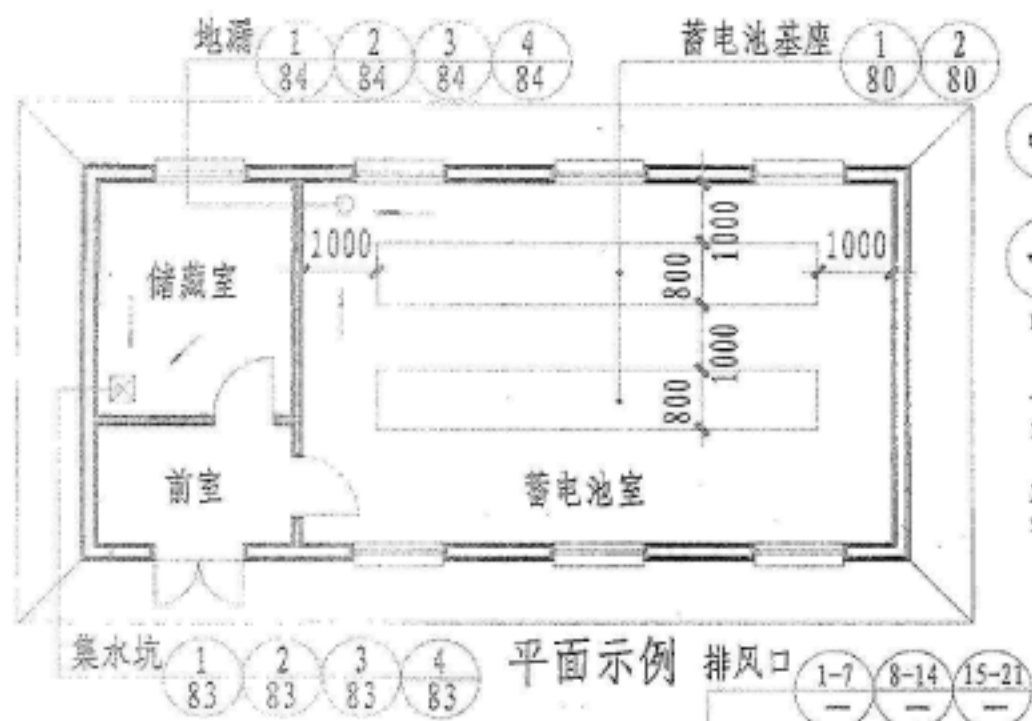 地漏 1/84 2/84 3/84 4/84
蓄电池基座 1/80 2/80
1000
1000
1000
800
1000
800
储藏室
前室
蓄电池室
集水坑 1/83 2/83 3/83 4/83
平面示例
排风口 1-7/— 8-14/— 15-21/—